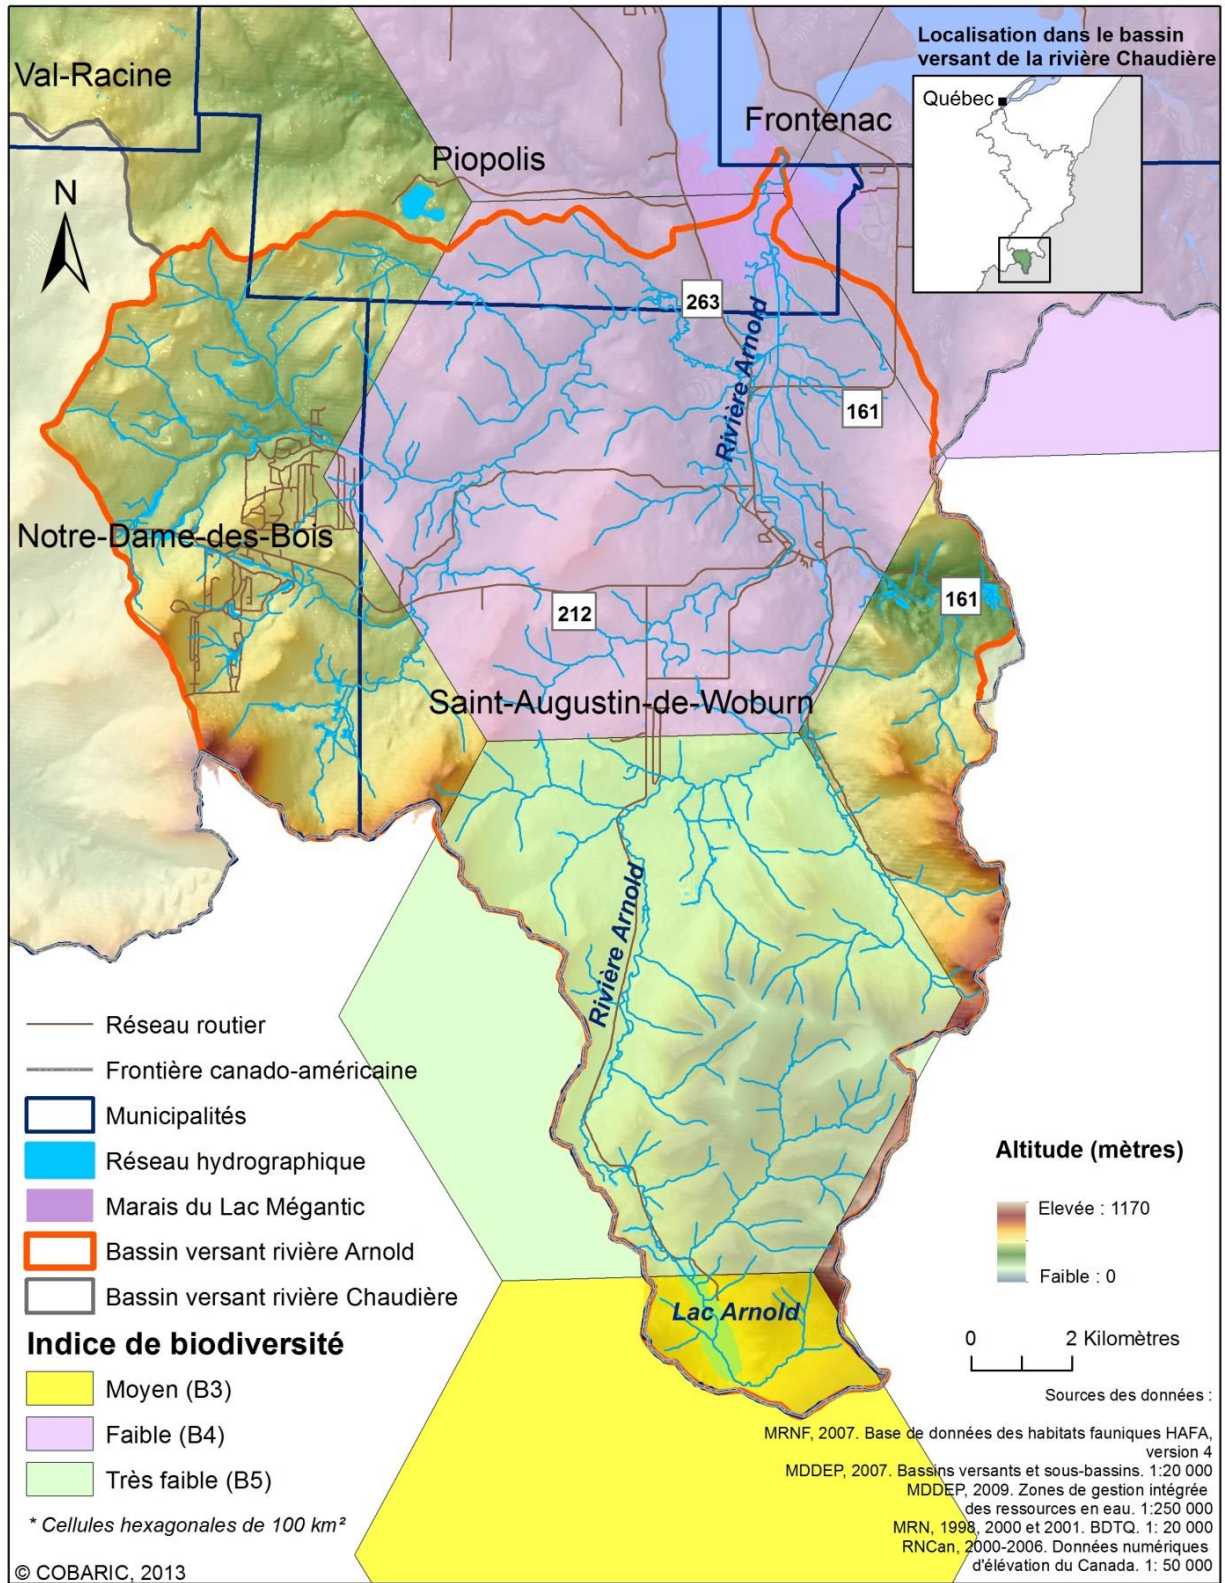 Localisation dans le bassin
versant de la rivière Chaudière
Québec
Val-Racine
Frontenac
Piopolis
N
263
Rivière Arnold
161
Notre-Dame-des-Bois
161
212
Saint-Augustin-de-Woburn
Rivière Arnold
Lac Arnold
Réseau routier
Frontière canado-américaine
Municipalités
Réseau hydrographique
Marais du Lac Mégantic
Bassin versant rivière Arnold
Bassin versant rivière Chaudière
Indice de biodiversité
Moyen (B3)
Faible (B4)
Très faible (B5)
* Cellules hexagonales de 100 km²
© COBARIC, 2013
Altitude (mètres)
Elevée : 1170
Faible : 0
0 2 Kilomètres
Sources des données :
MRNF, 2007. Base de données des habitats fauniques HAFA,
version 4
MDDEP, 2007. Bassins versants et sous-bassins. 1:20 000
MDDEP, 2009. Zones de gestion intégrée
des ressources en eau. 1:250 000
MRN, 1998, 2000 et 2001. BDTQ. 1: 20 000
RNCan, 2000-2006. Données numériques
d'élévation du Canada. 1: 50 000